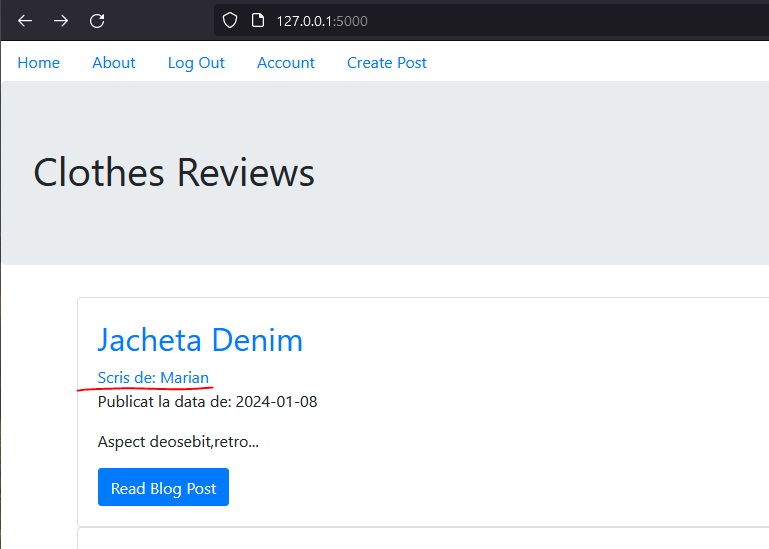 127.0.0.1:5000
Home About Log Out Account Create Post
Clothes Reviews
Jacheta Denim
Scris de: Marian
Publicat la data de: 2024-01-08
Aspect deosebit,retro...
Read Blog Post